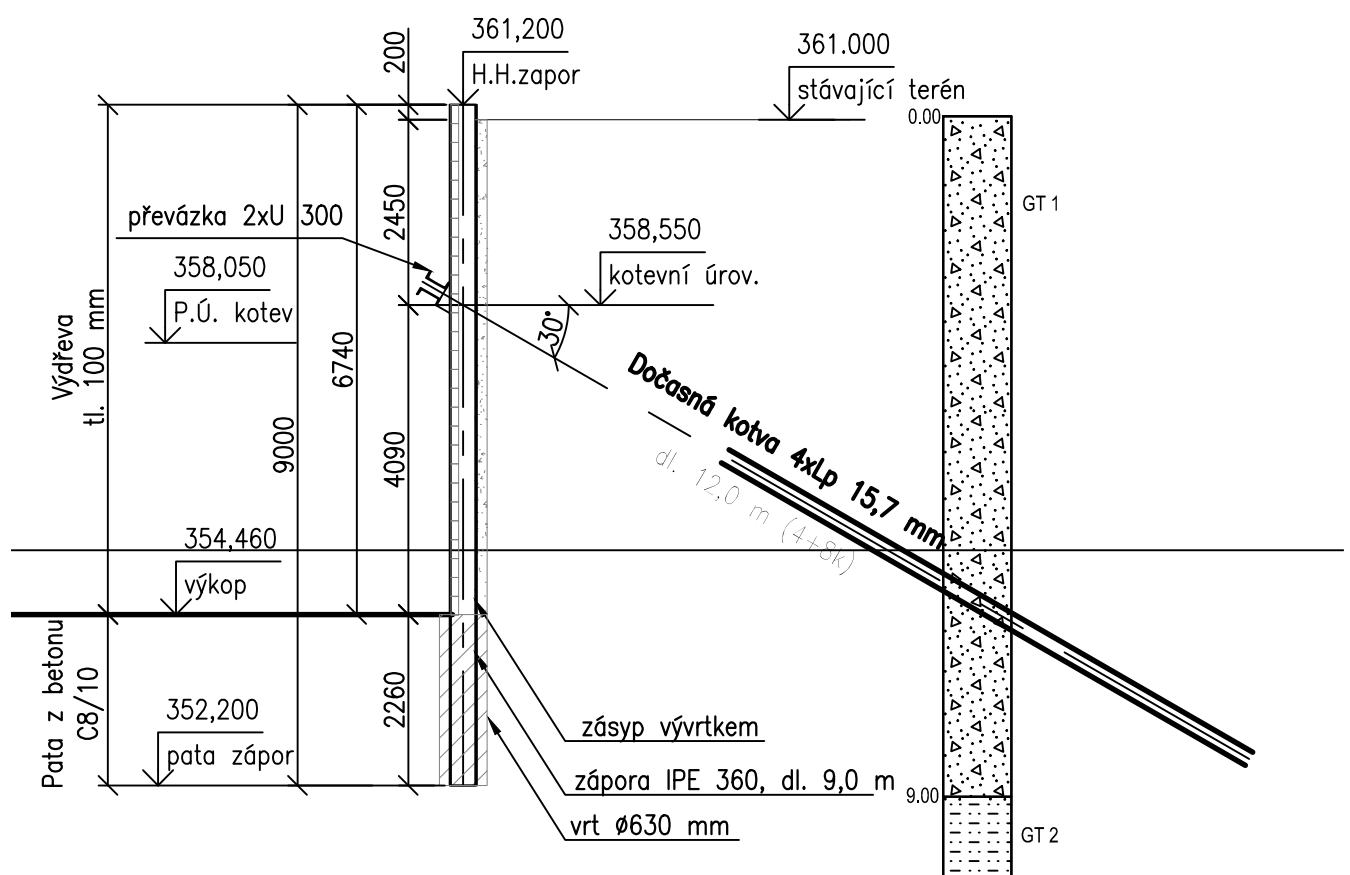 200
361,200
H.H.zapor
361.000
stávající terén
0.00
GT 1
2450
převázka 2xU 300
358,050
P.Ú. kotev
358,550
kotevní úrov.
30°
Výdřeva
tl. 100 mm
9000
6740
4090
Dočasná kotva 4xLp 15,7 mm
dl. 12,0 m (4+8k)
354,460
výkop
Pata z betonu
C8/10
2260
352,200
pata zápor
zásyp vývrtkem
zápora IPE 360, dl. 9,0 m
vrt ø630 mm
9.00
GT 2